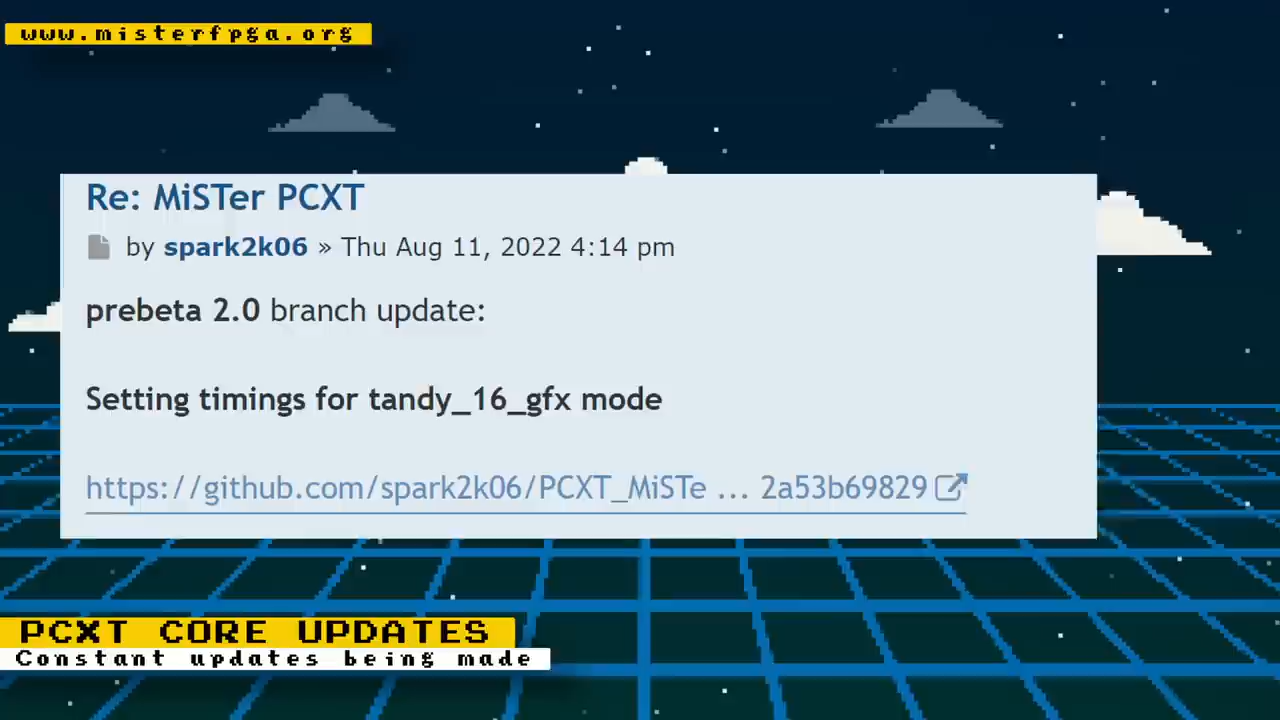 www.misterfpga.org
Re: MiSTer PCXT
by spark2k06 » Thu Aug 11, 2022 4:14 pm
prebeta 2.0 branch update:
Setting timings for tandy_16_gfx mode
https://github.com/spark2k06/PCXT_MiSTe ... 2a53b69829
PCXT CORE UPDATES
Constant updates being made